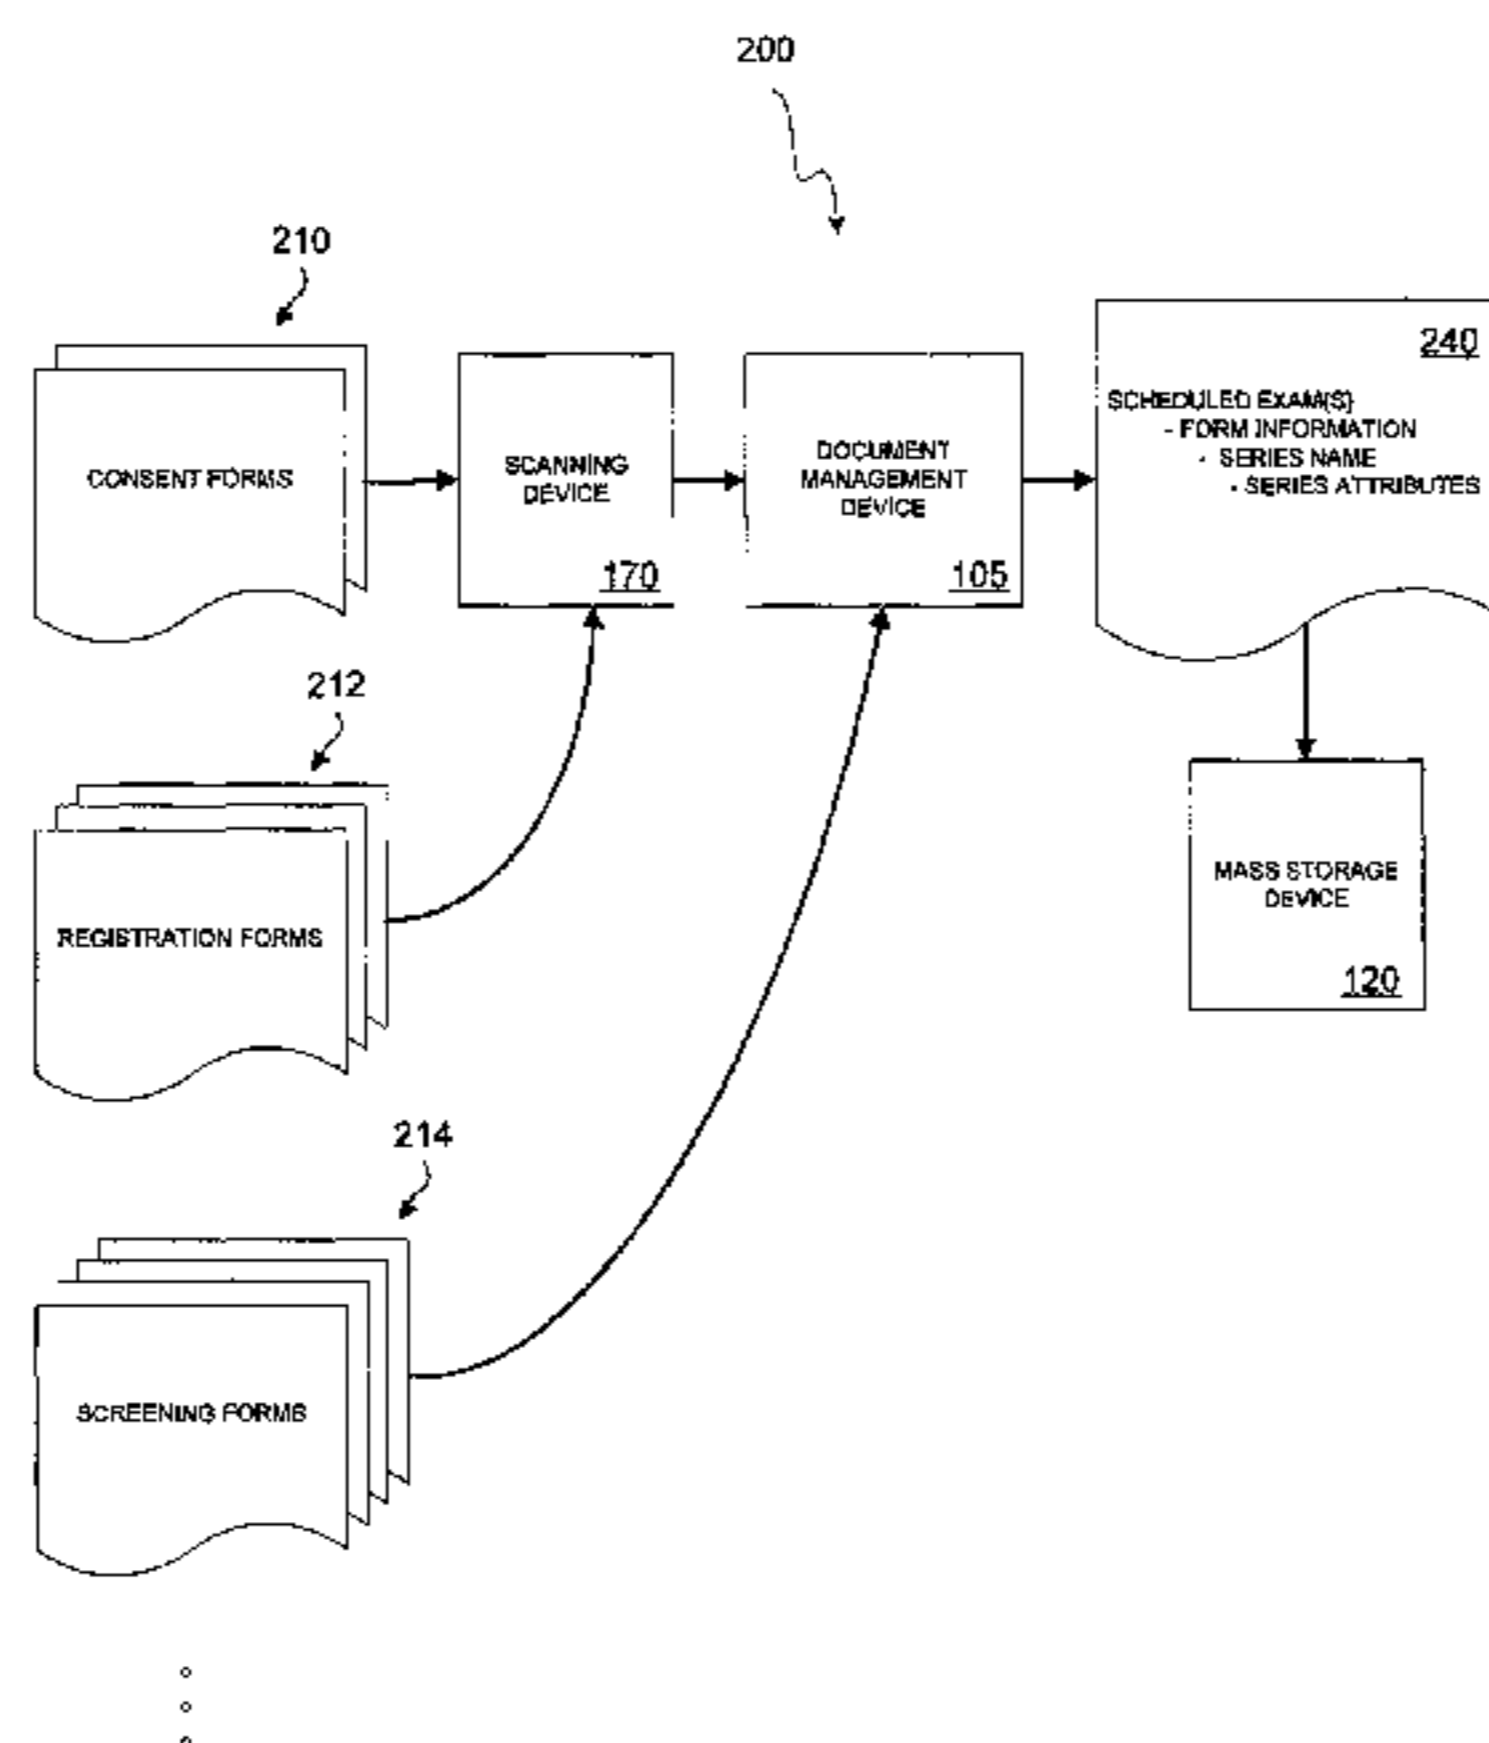 200
210
CONSENT FORMS
SCANNING
DEVICE
170
DOCUMENT
MANAGEMENT
DEVICE
105
240
SCHEDULED EXAM(S)
- FORM INFORMATION
- SERIES NAME
- SERIES ATTRIBUTES
212
REGISTRATION FORMS
MASS STORAGE
DEVICE
120
214
SCREENING FORMS